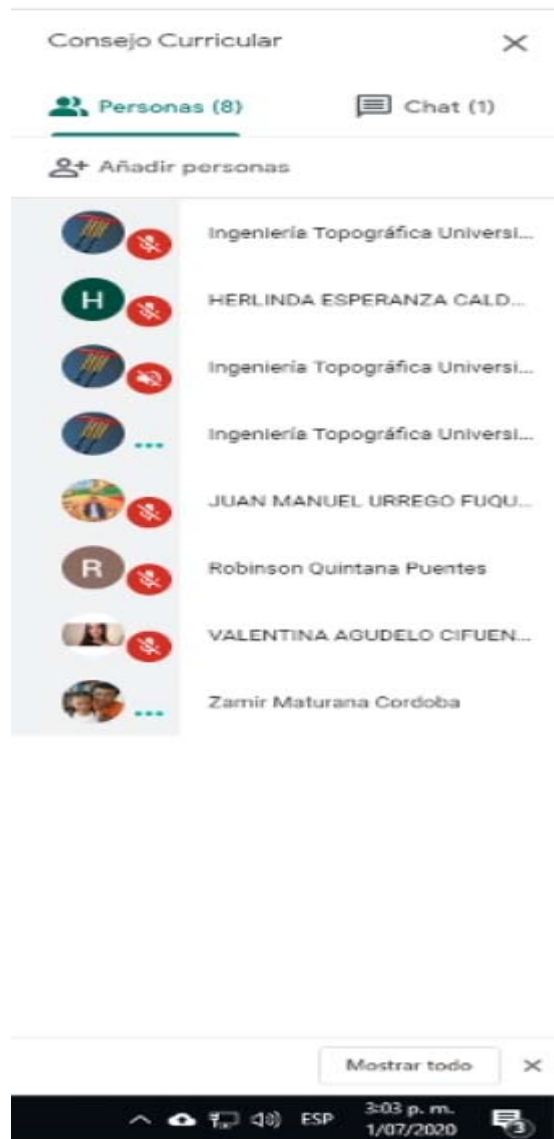 Consejo Curricular
Personas (8) Chat (1)
Añadir personas
Ingeniería Topográfica Universi...
H HERLINDA ESPERANZA CALD...
Ingeniería Topográfica Universi...
Ingeniería Topográfica Universi...
JUAN MANUEL URREGO FUQU...
R Robinson Quintana Puentes
VALENTINA AGUDELO CIFUEN...
Zamir Maturana Cordoba
Mostrar todo
ESP 3:03 p. m.
1/07/2020 3